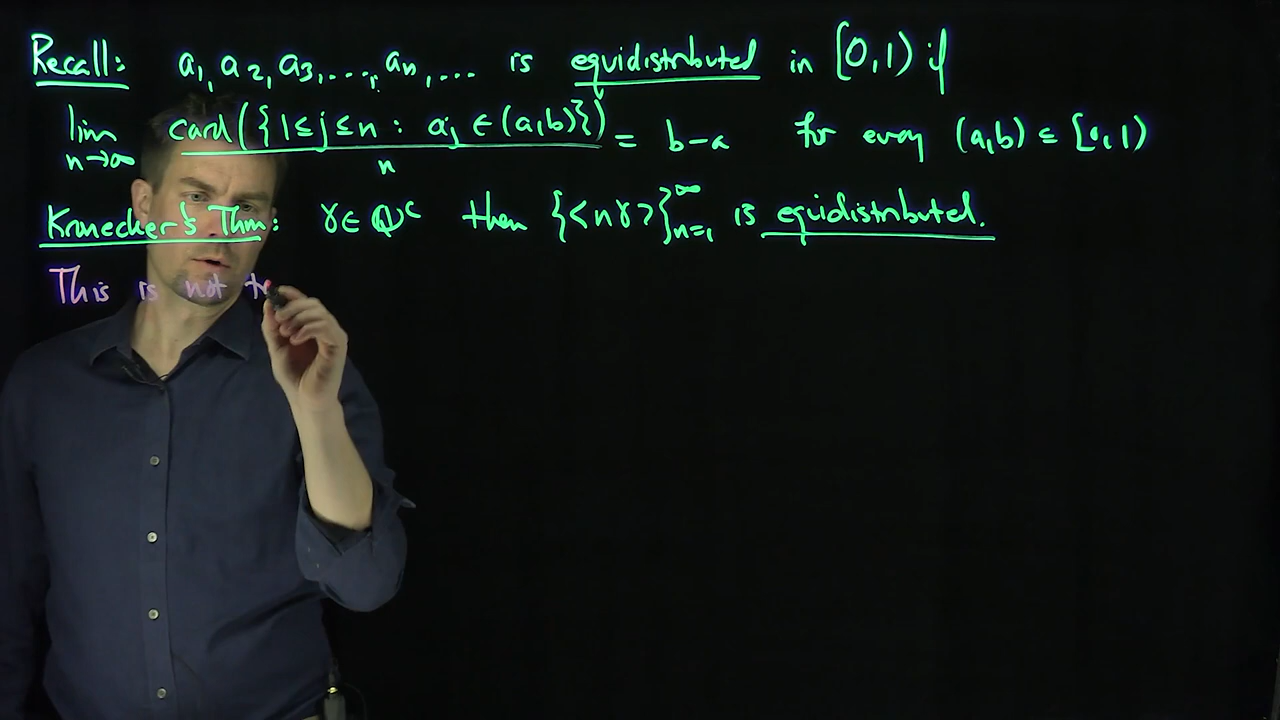 Recall: a₁, a₂, a₃, ..., aₙ, ... is equidistributed in [0,1) if
lim n→∞ card({1≤j≤n : aⱼ ∈ (a,b)}) / n = b-a for every (a,b) ⊆ [0,1)
Kronecker's Thm: γ∈ℚᶜ then {<nγ>}ₙ₌₁^∞ is equidistributed.
This is not